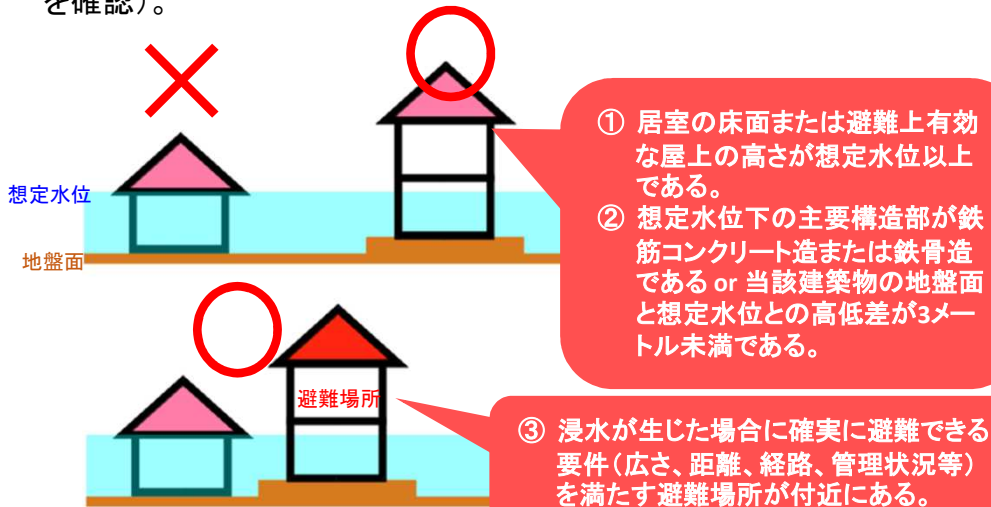 を確認)。
① 居室の床面または避難上有効
な屋上の高さが想定水位以上
である。
② 想定水位下の主要構造部が鉄
筋コンクリート造または鉄骨造
である or 当該建築物の地盤面
と想定水位との高低差が3メー
トル未満である。
想定水位
地盤面
避難場所
③ 浸水が生じた場合に確実に避難できる
要件(広さ、距離、経路、管理状況等)
を満たす避難場所が付近にある。